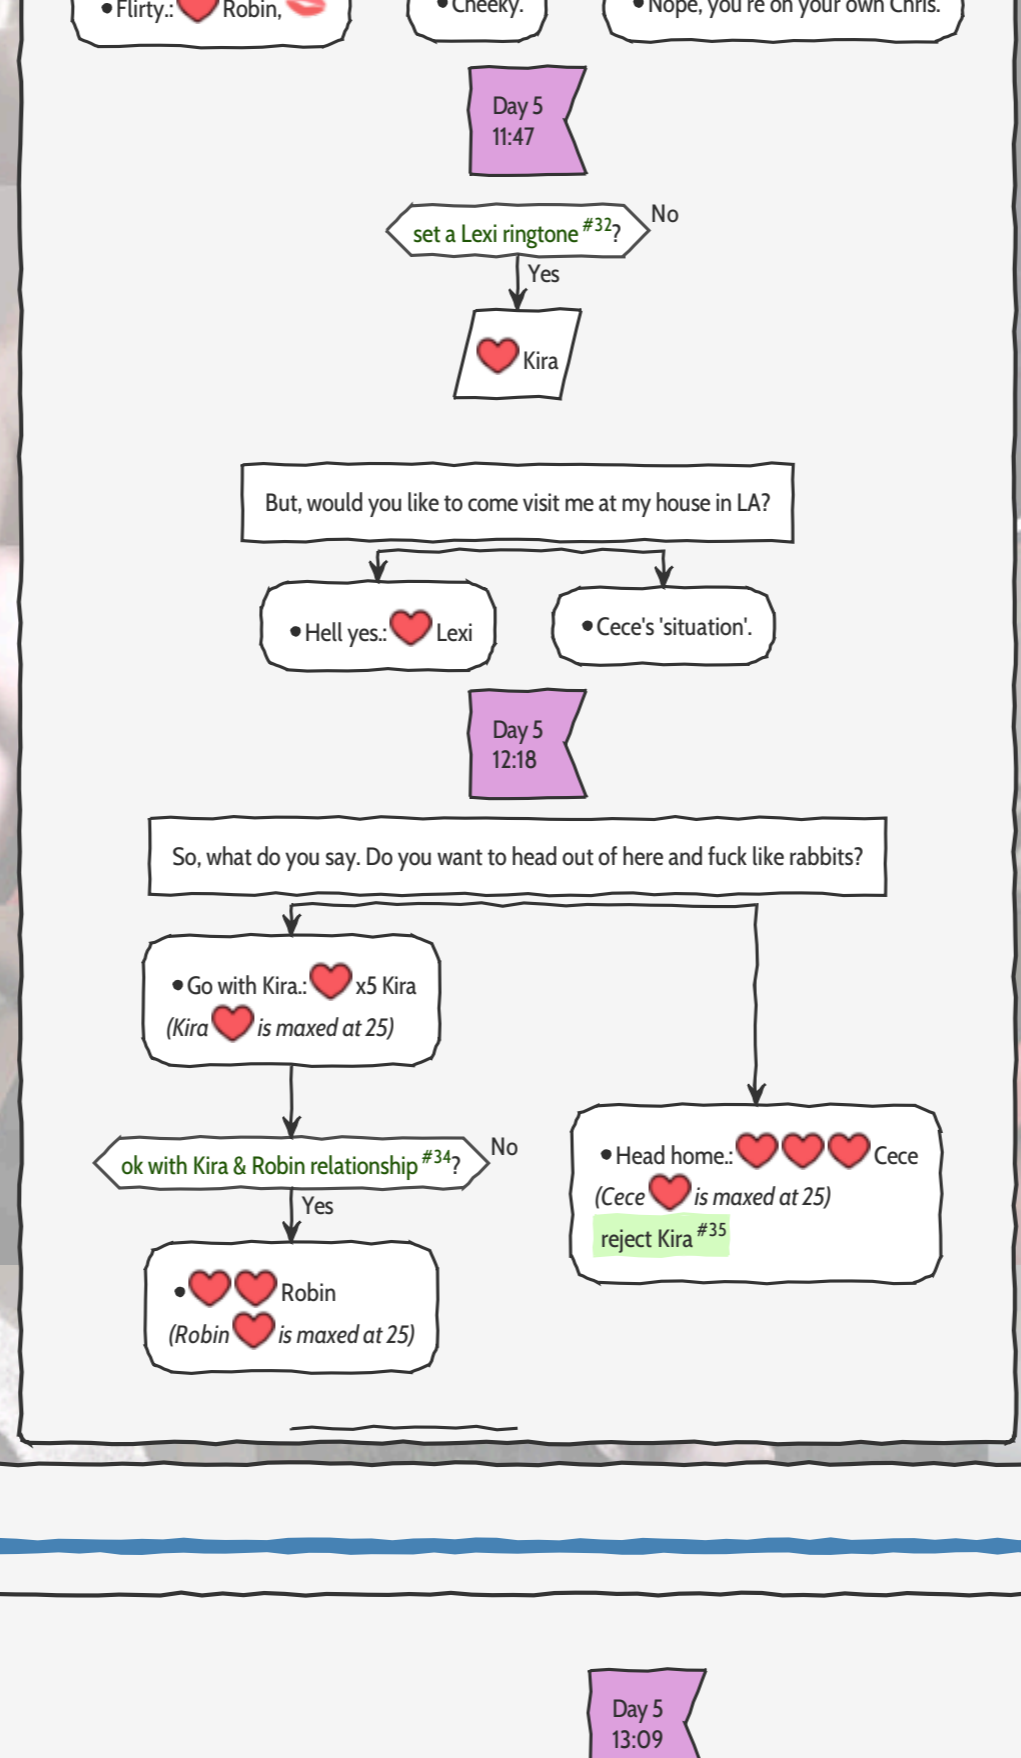 •Flirty.: Robin,
•Cheeky.
•Nope, you're on your own Chris.
Day 5
11:47
set a Lexi ringtone #32?
No
Yes
Kira
But, would you like to come visit me at my house in LA?
•Hell yes.: Lexi
•Cece's 'situation'.
Day 5
12:18
So, what do you say. Do you want to head out of here and fuck like rabbits?
•Go with Kira.: x5 Kira
(Kira is maxed at 25)
ok with Kira & Robin relationship #34?
No
Yes
•Head home.: Cece
(Cece is maxed at 25)
reject Kira #35
• Robin
(Robin is maxed at 25)
Day 5
13:09